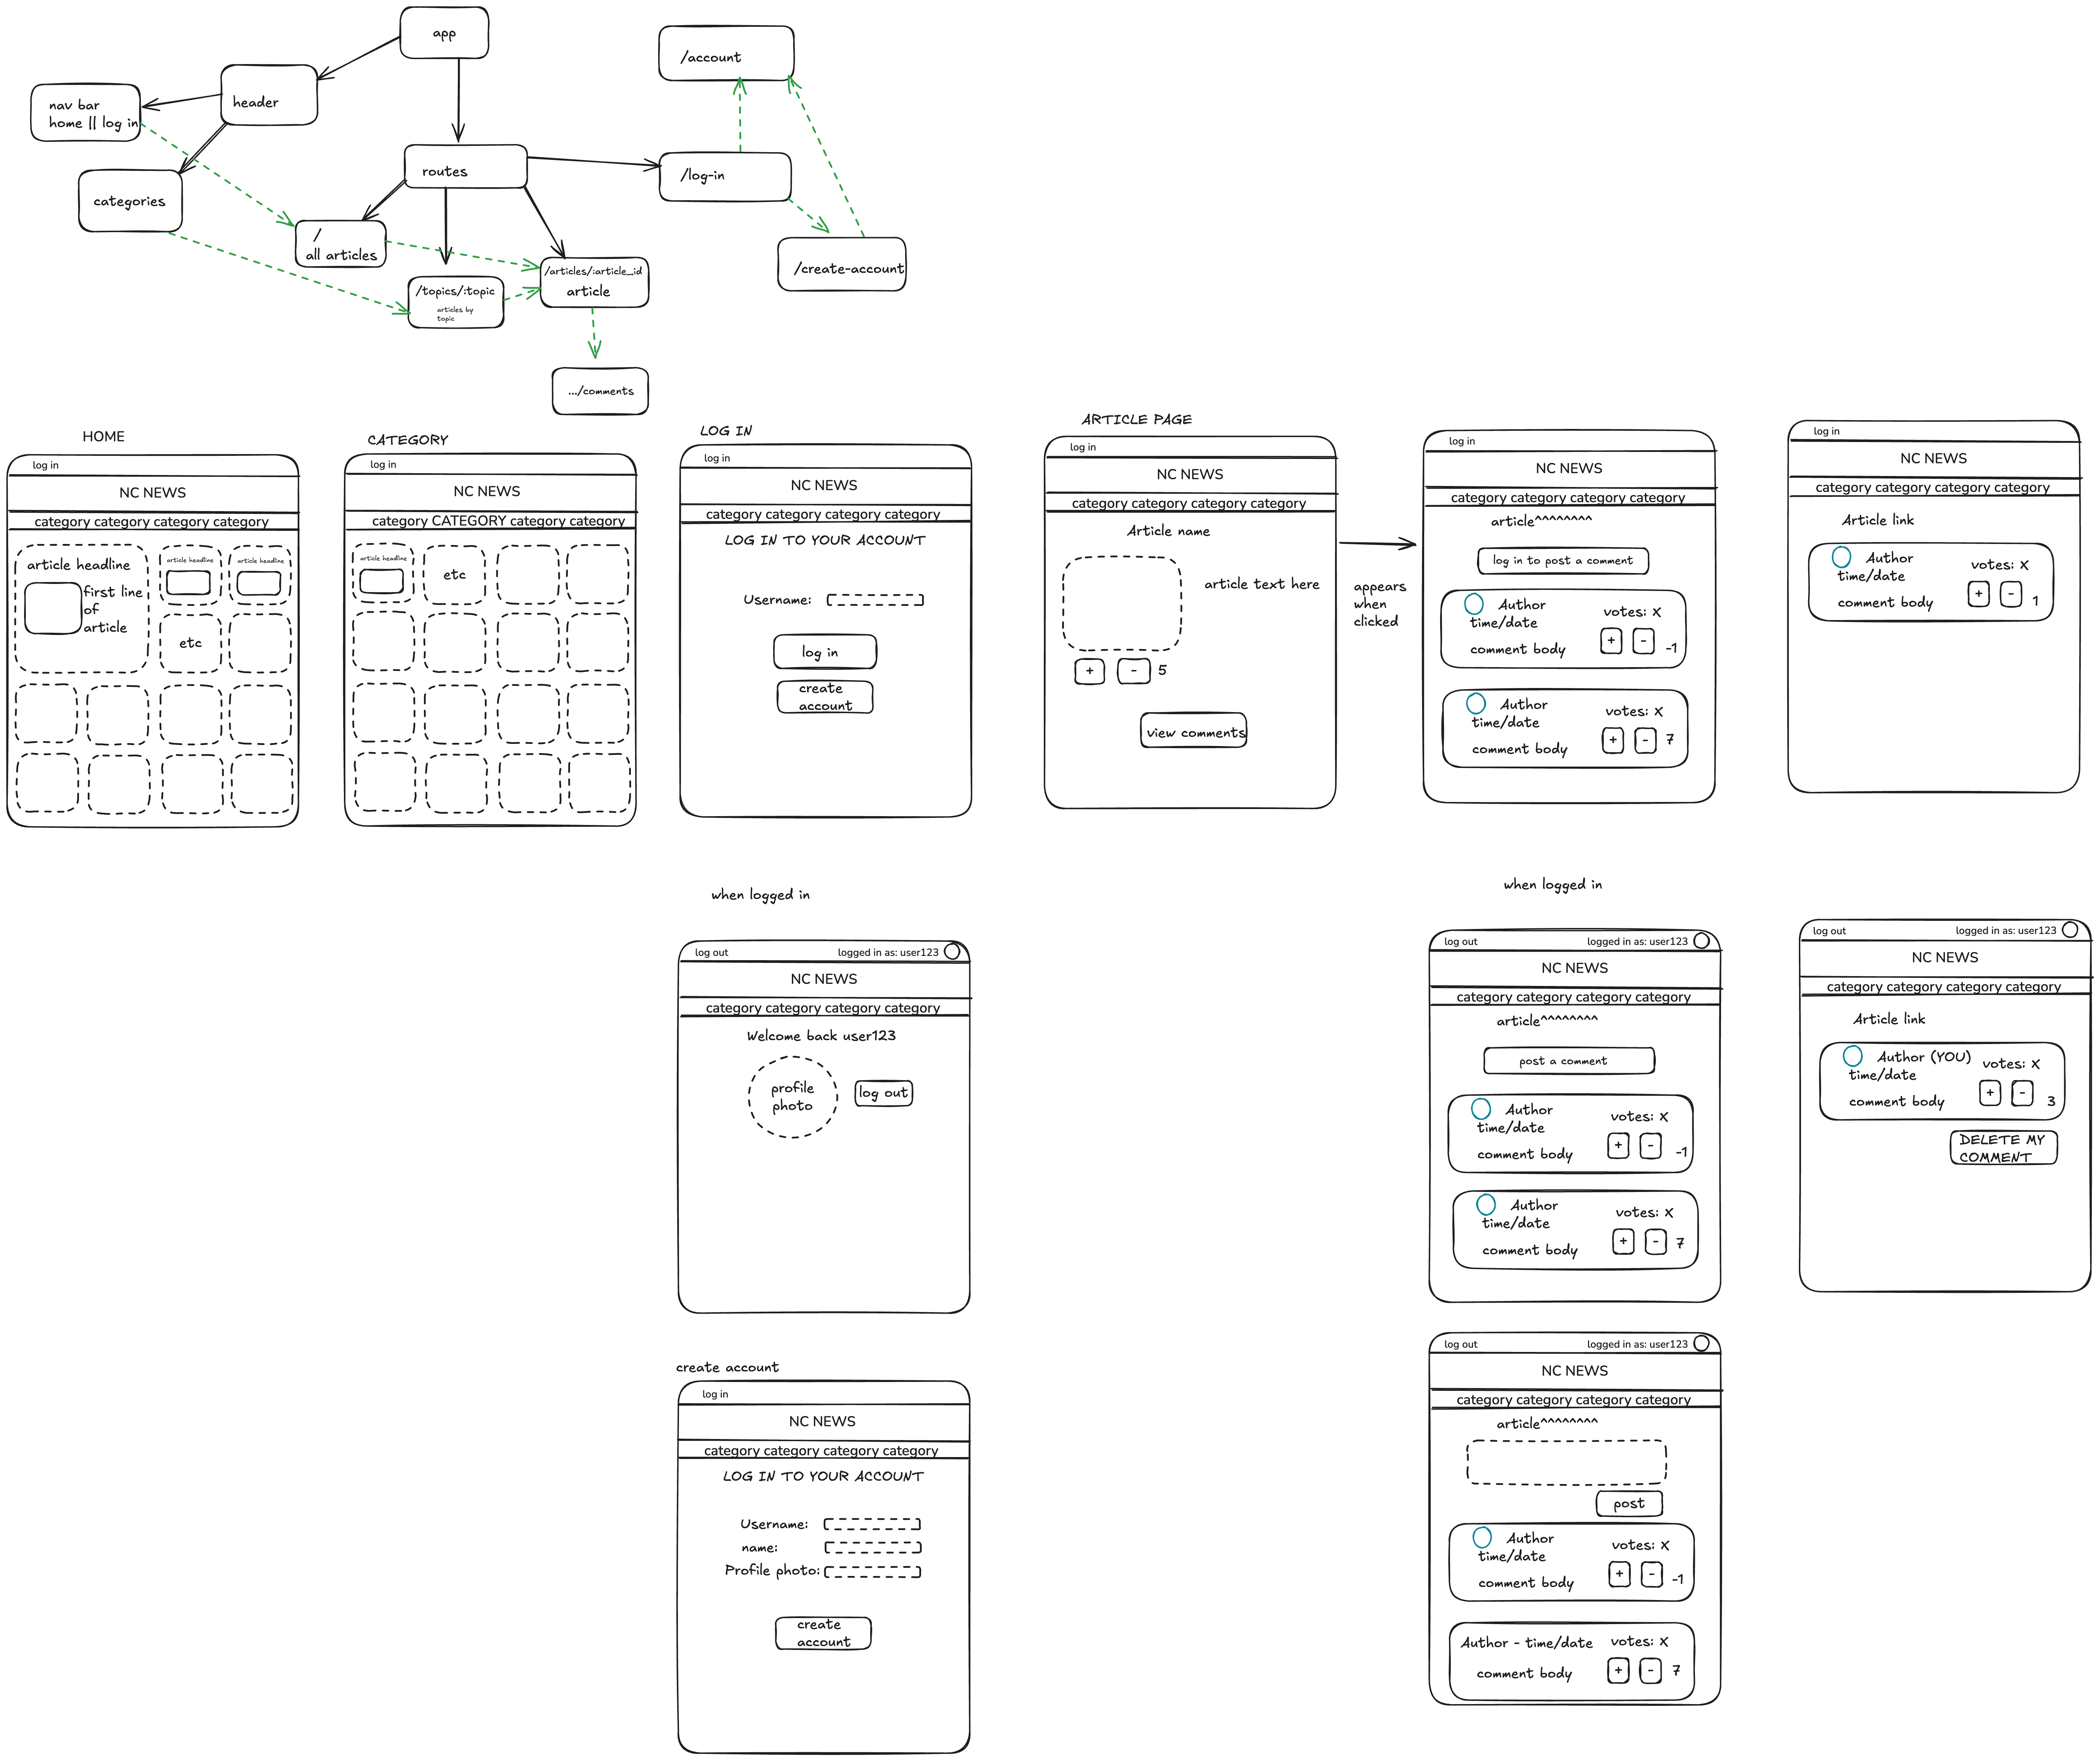 app
/account
nav bar
home || log in
header
categories
routes
/log-in
/
all articles
/topics/:topic
articles by
topic
/articles/:article_id
article
/create-account
.../comments
HOME
log in
NC NEWS
category category category category
article headline
first line
of
article
article headline
article headline
etc
CATEGORY
log in
NC NEWS
category CATEGORY category category
article headline
etc
LOG IN
log in
NC NEWS
category category category category
LOG IN TO YOUR ACCOUNT
Username:
log in
create
account
ARTICLE PAGE
log in
NC NEWS
category category category category
Article name
article text here
+
-
5
view comments
appears
when
clicked
log in
NC NEWS
category category category category
article^^^^^^^^
log in to post a comment
Author
time/date
comment body
votes: X
+
-
-1
Author
time/date
comment body
votes: X
+
-
7
log in
NC NEWS
category category category category
Article link
Author
time/date
comment body
votes: X
+
-
1
when logged in
log out
logged in as: user123
NC NEWS
category category category category
Welcome back user123
profile
photo
log out
when logged in
log out
logged in as: user123
NC NEWS
category category category category
article^^^^^^^^
post a comment
Author
time/date
comment body
votes: X
+
-
-1
Author
time/date
comment body
votes: X
+
-
7
log out
logged in as: user123
NC NEWS
category category category category
Article link
Author (YOU)
time/date
comment body
votes: X
+
-
3
DELETE MY
COMMENT
create account
log in
NC NEWS
category category category category
LOG IN TO YOUR ACCOUNT
Username:
name:
Profile photo:
create
account
log out
logged in as: user123
NC NEWS
category category category category
article^^^^^^^^
post
Author
time/date
comment body
votes: X
+
-
-1
Author - time/date
comment body
votes: X
+
-
7